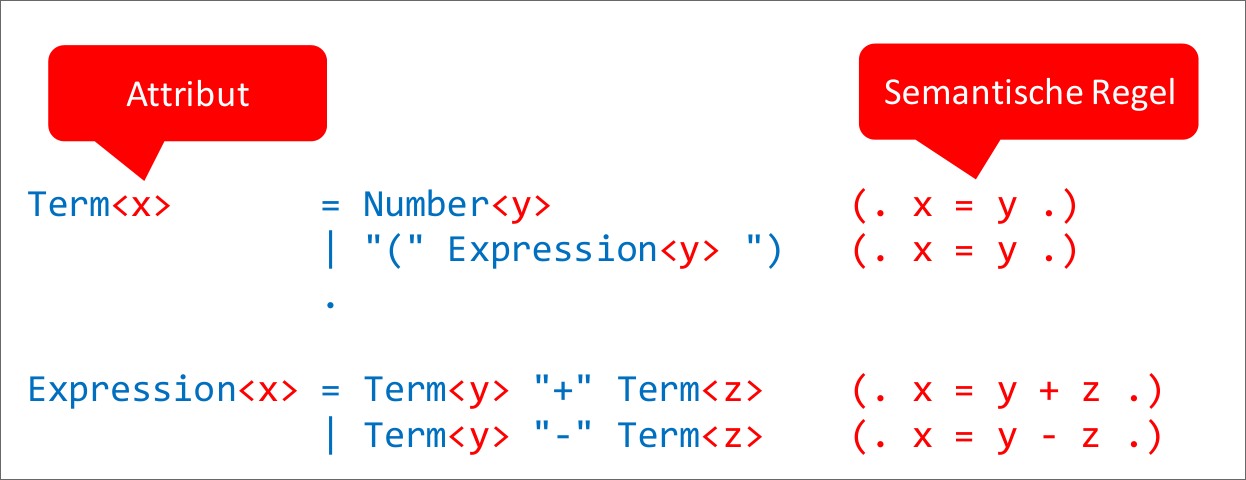 Attribut
Semantische Regel
Term<x> = Number<y> (. x = y .)
| "(" Expression<y> ") (. x = y .)
.
Expression<x> = Term<y> "+" Term<z> (. x = y + z .)
| Term<y> "-" Term<z> (. x = y - z .)